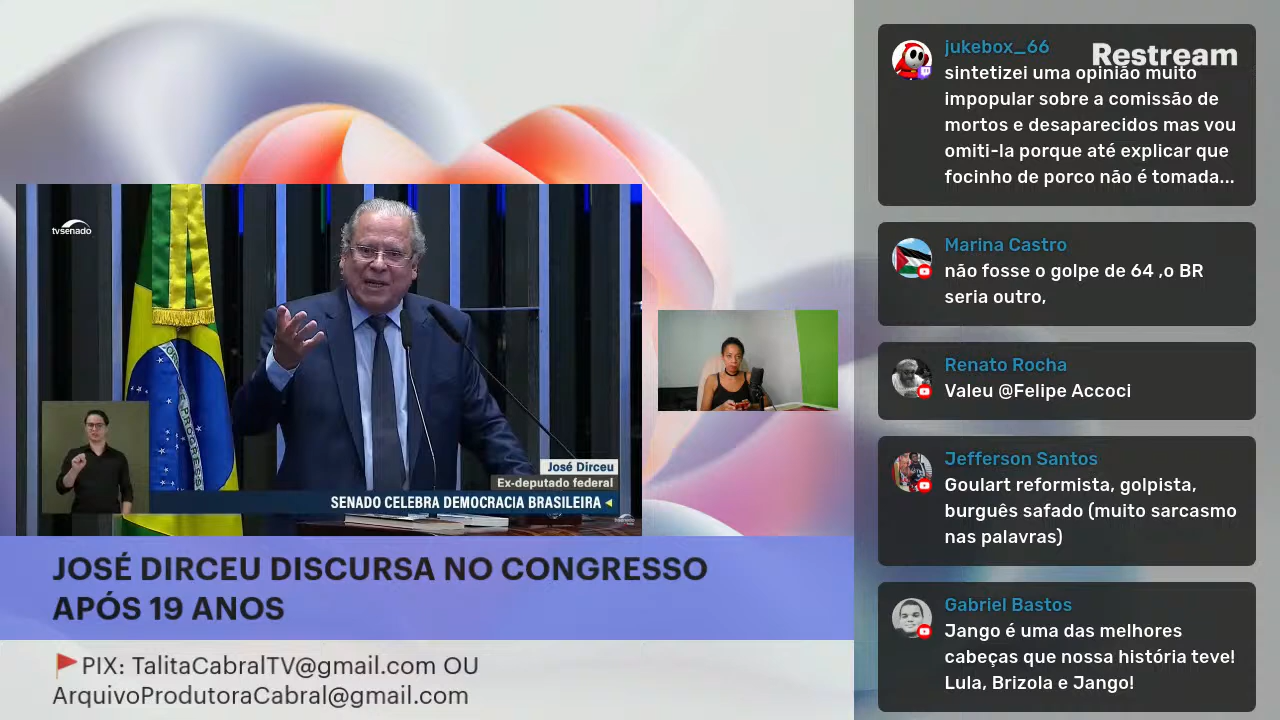 tvsenado
José Dirceu
Ex-deputado federal
SENADO CELEBRA DEMOCRACIA BRASILEIRA
JOSÉ DIRCEU DISCURSA NO CONGRESSO
APÓS 19 ANOS
PIX: TalitaCabralTV@gmail.com OU
ArquivoProdutoraCabral@gmail.com
Restream
jukebox_66
sintetizei uma opinião muito
impopular sobre a comissão de
mortos e desaparecidos mas vou
omiti-la porque até explicar que
focinho de porco não é tomada...
Marina Castro
não fosse o golpe de 64 ,o BR
seria outro,
Renato Rocha
Valeu @Felipe Accoci
Jefferson Santos
Goulart reformista, golpista,
burguês safado (muito sarcasmo
nas palavras)
Gabriel Bastos
Jango é uma das melhores
cabeças que nossa história teve!
Lula, Brizola e Jango!